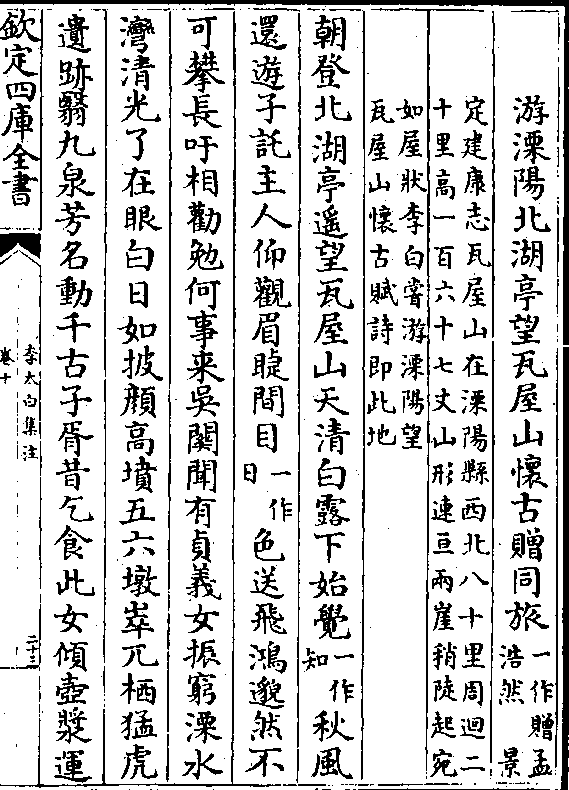 游溧陽北湖亭望瓦屋山懷古贈同旅一作贈孟浩然　景
定建康志瓦屋山在溧陽縣西北八十里周迴二
十里高一百六十七丈山形連亘兩崖稍陡起宛
如屋狀李白嘗游溧陽望
瓦屋山懷古賦詩即此地
朝登北湖亭遥望瓦屋山天清白露下始覺一作知秋風
還遊子託主人仰觀眉睫間目一作日色送飛鴻邈然不
可攀長吁相勸勉何事来吳關聞有貞義女振窮溧水
灣清光了在眼白日如披顔高墳五六墩崒兀栖猛虎
遺跡翳九泉芳名動千古子胥昔乞食此女傾壺漿運
欽定四庫全書
李太白集注
卷十
二十三